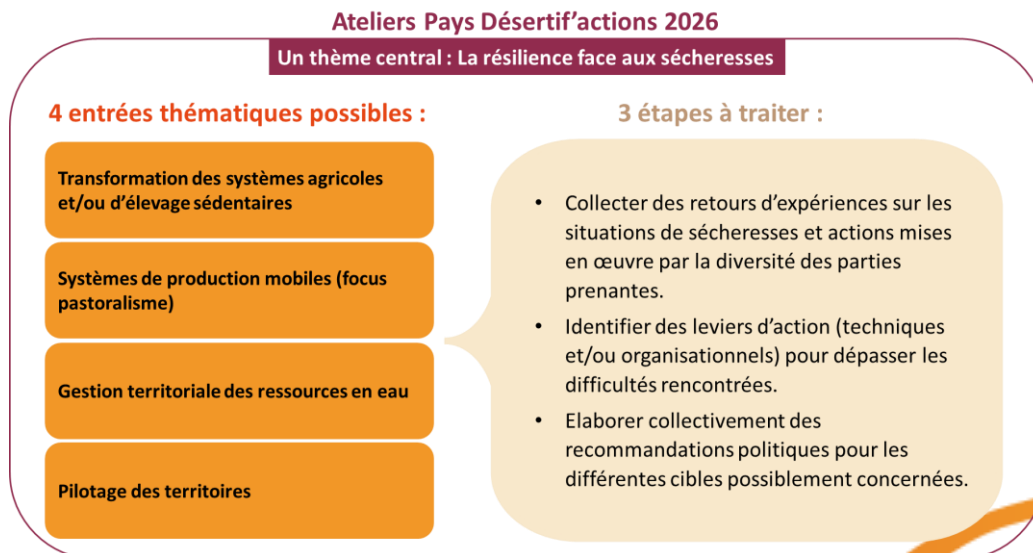 Ateliers Pays Désertif’actions 2026
Un thème central : La résilience face aux sécheresses
4 entrées thématiques possibles :
Transformation des systèmes agricoles
et/ou d’élevage sédentaires
Systèmes de production mobiles (focus
pastoralisme)
Gestion territoriale des ressources en eau
Pilotage des territoires
3 étapes à traiter :
• Collecter des retours d’expériences sur les
situations de sécheresses et actions mises
en œuvre par la diversité des parties
prenantes.
• Identifier des leviers d’action (techniques
et/ou organisationnels) pour dépasser les
difficultés rencontrées.
• Elaborer collectivement des
recommandations politiques pour les
différentes cibles possiblement concernées.